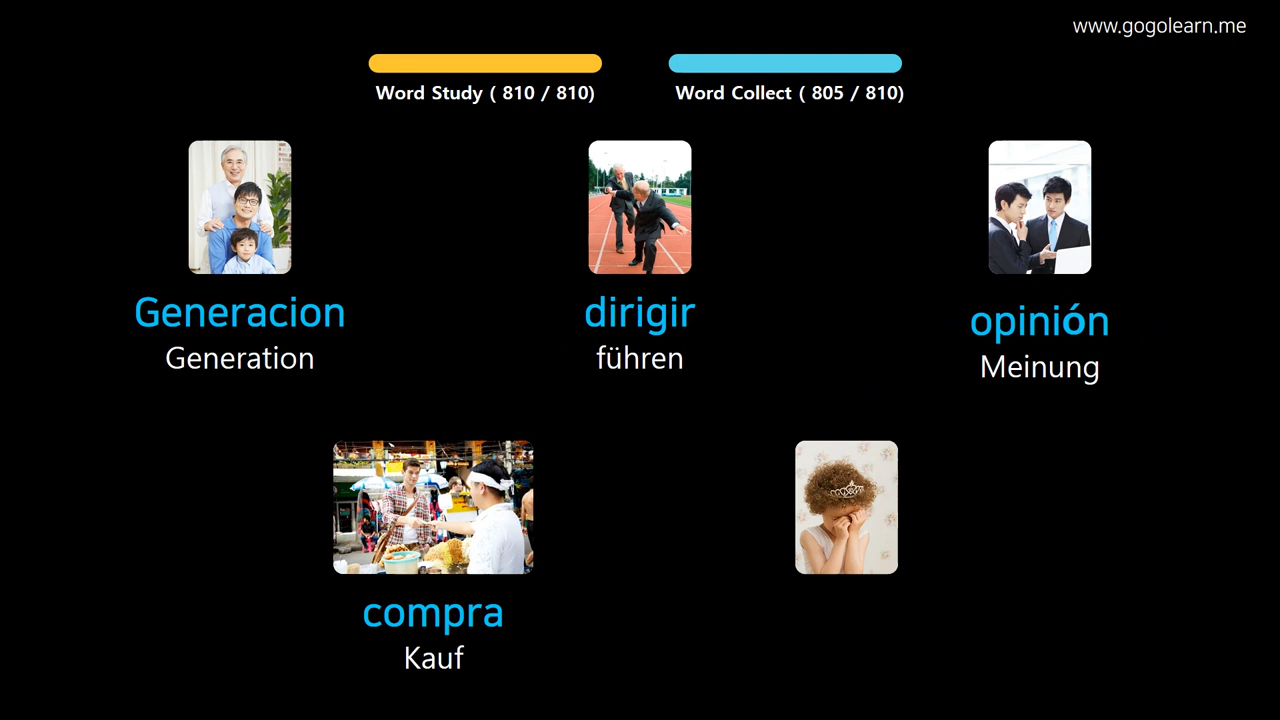 www.gogolearn.me
Word Study ( 810 / 810)
Word Collect ( 805 / 810)
Generacion
Generation
dirigir
führen
opinión
Meinung
compra
Kauf